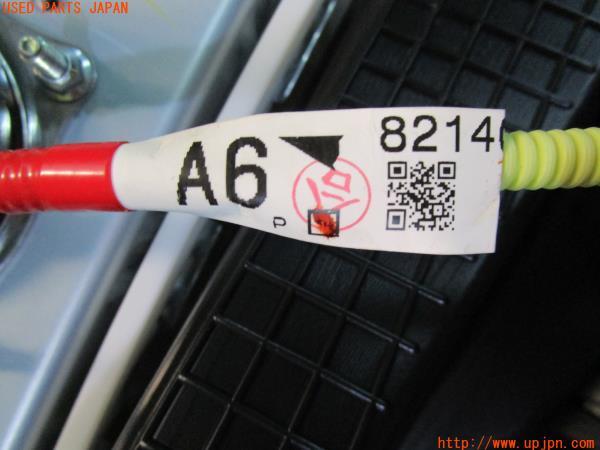 USED PARTS JAPAN
A6
8214
P
http://www.upjpn.com